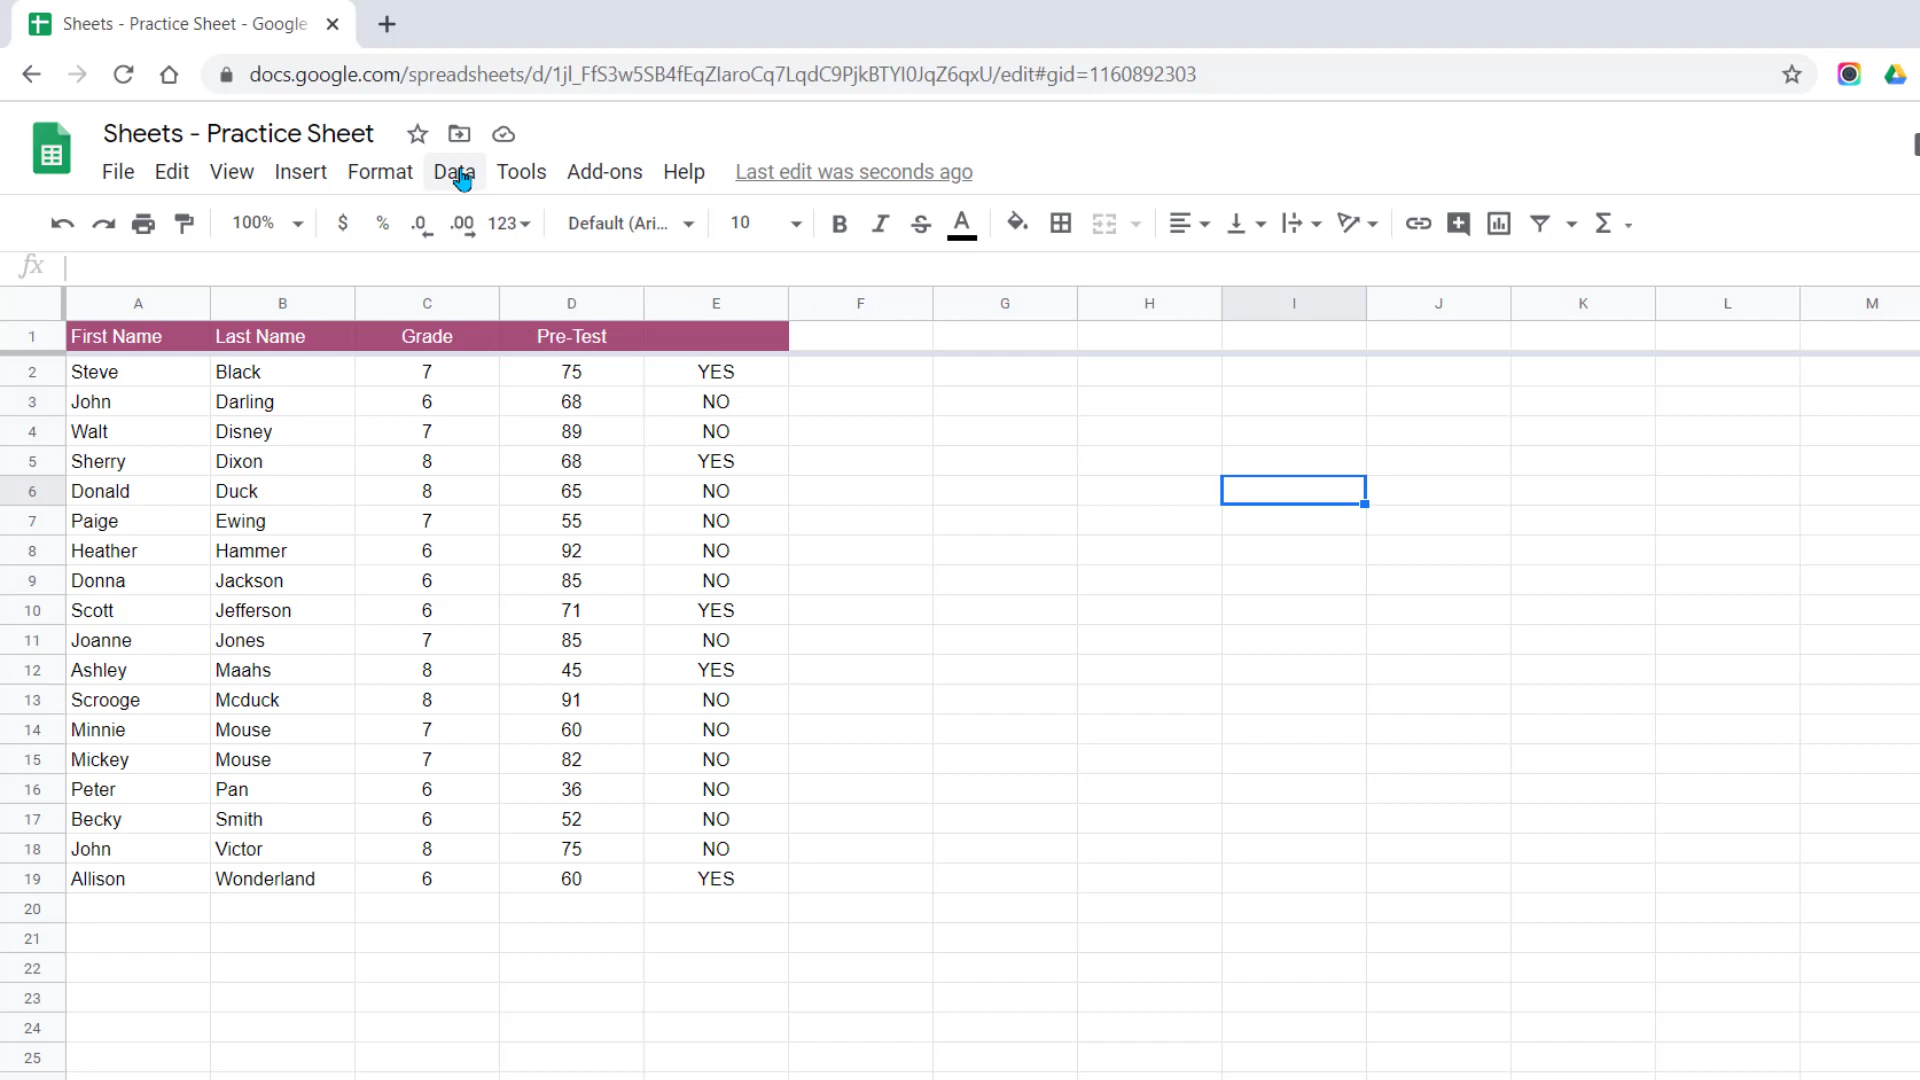 Sheets - Practice Sheet - Google
docs.google.com/spreadsheets/d/1jl_FfS3w5SB4fEqZIaroCq7LqdC9PjkBTYI0JqZ6qxU/edit#gid=1160892303
Sheets - Practice Sheet
File Edit View Insert Format Data Tools Add-ons Help Last edit was seconds ago
100% $ % .0 .00 123 Default (Ari... 10 B I S A Σ
fx
A B C D E F G H I J K L M
1 First Name Last Name Grade Pre-Test
2 Steve Black 7 75 YES
3 John Darling 6 68 NO
4 Walt Disney 7 89 NO
5 Sherry Dixon 8 68 YES
6 Donald Duck 8 65 NO
7 Paige Ewing 7 55 NO
8 Heather Hammer 6 92 NO
9 Donna Jackson 6 85 NO
10 Scott Jefferson 6 71 YES
11 Joanne Jones 7 85 NO
12 Ashley Maahs 8 45 YES
13 Scrooge Mcduck 8 91 NO
14 Minnie Mouse 7 60 NO
15 Mickey Mouse 7 82 NO
16 Peter Pan 6 36 NO
17 Becky Smith 6 52 NO
18 John Victor 8 75 NO
19 Allison Wonderland 6 60 YES
20
21
22
23
24
25